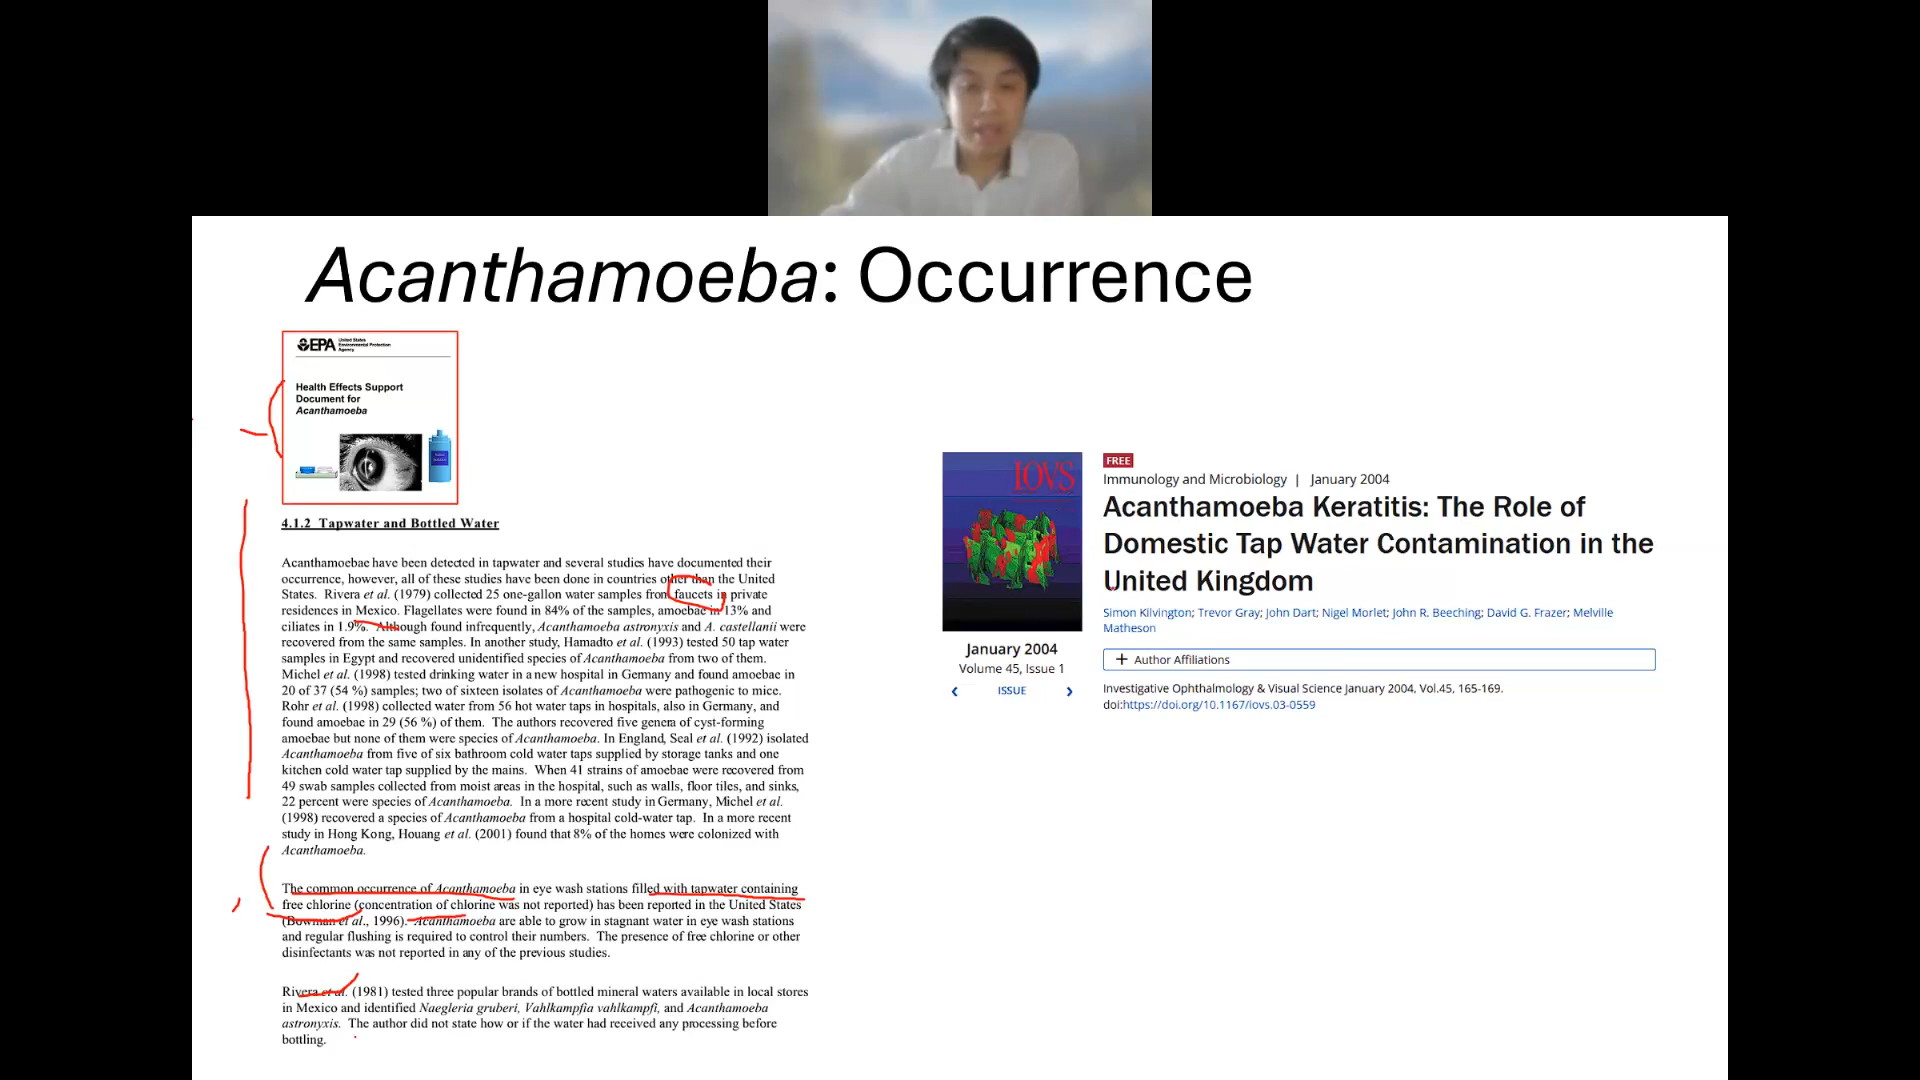 Acanthamoeba: Occurrence
EPA United States
Environmental Protection
Agency
Health Effects Support
Document for
Acanthamoeba
4.1.2 Tapwater and Bottled Water
Acanthamoebae have been detected in tapwater and several studies have documented their
occurrence, however, all of these studies have been done in countries other than the United
States. Rivera et al. (1979) collected 25 one-gallon water samples from faucets in private
residences in Mexico. Flagellates were found in 84% of the samples, amoebae in 13% and
ciliates in 1.9%. Although found infrequently, Acanthamoeba astronyxis and A. castellanii were
recovered from the same samples. In another study, Hamadto et al. (1993) tested 50 tap water
samples in Egypt and recovered unidentified species of Acanthamoeba from two of them.
Michel et al. (1998) tested drinking water in a new hospital in Germany and found amoebae in
20 of 37 (54 %) samples; two of sixteen isolates of Acanthamoeba were pathogenic to mice.
Rohr et al. (1998) collected water from 56 hot water taps in hospitals, also in Germany, and
found amoebae in 29 (56 %) of them. The authors recovered five genera of cyst-forming
amoebae but none of them were species of Acanthamoeba. In England, Seal et al. (1992) isolated
Acanthamoeba from five of six bathroom cold water taps supplied by storage tanks and one
kitchen cold water tap supplied by the mains. When 41 strains of amoebae were recovered from
49 swab samples collected from moist areas in the hospital, such as walls, floor tiles, and sinks,
22 percent were species of Acanthamoeba. In a more recent study in Germany, Michel et al.
(1998) recovered a species of Acanthamoeba from a hospital cold-water tap. In a more recent
study in Hong Kong, Houang et al. (2001) found that 8% of the homes were colonized with
Acanthamoeba.
The common occurrence of Acanthamoeba in eye wash stations filled with tapwater containing
free chlorine (concentration of chlorine was not reported) has been reported in the United States
(Bowman et al., 1996). Acanthamoeba are able to grow in stagnant water in eye wash stations
and regular flushing is required to control their numbers. The presence of free chlorine or other
disinfectants was not reported in any of the previous studies.
Rivera et al. (1981) tested three popular brands of bottled mineral waters available in local stores
in Mexico and identified Naegleria gruberi, Vahlkampfia vahlkampfi, and Acanthamoeba
astronyxis. The author did not state how or if the water had received any processing before
bottling.
IOVS
January 2004
Volume 45, Issue 1
‹ ISSUE ›
FREE
Immunology and Microbiology | January 2004
Acanthamoeba Keratitis: The Role of
Domestic Tap Water Contamination in the
United Kingdom
Simon Kilvington; Trevor Gray; John Dart; Nigel Morlet; John R. Beeching; David G. Frazer; Melville
Matheson
+ Author Affiliations
Investigative Ophthalmology & Visual Science January 2004, Vol.45, 165-169.
doi:https://doi.org/10.1167/iovs.03-0559